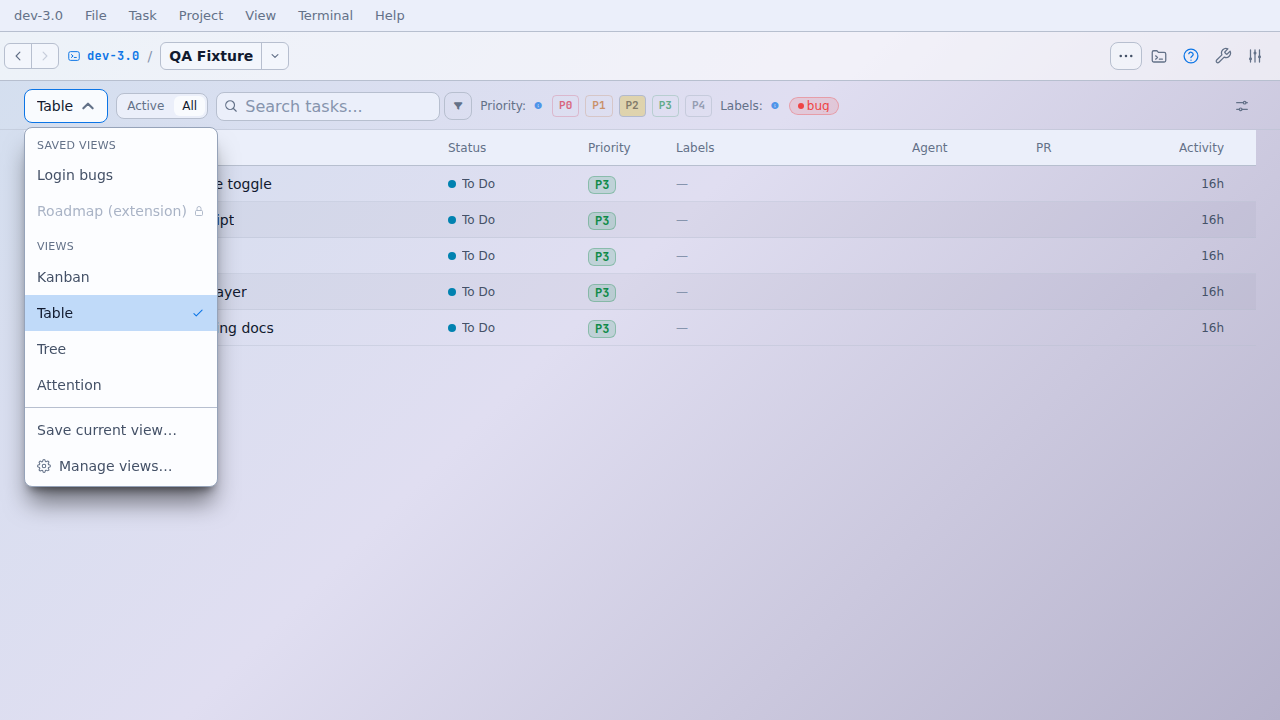 dev-3.0 File Task Project View Terminal Help
dev-3.0 / QA Fixture
Table Active All Search tasks... Priority: P0 P1 P2 P3 P4 Labels: bug
Status Priority Labels Agent PR Activity
SAVED VIEWS
Login bugs
Roadmap (extension)
VIEWS
Kanban
Table
Tree
Attention
Save current view...
Manage views...
toggle To Do P3 — 16h
To Do P3 — 16h
To Do P3 — 16h
To Do P3 — 16h
docs To Do P3 — 16h